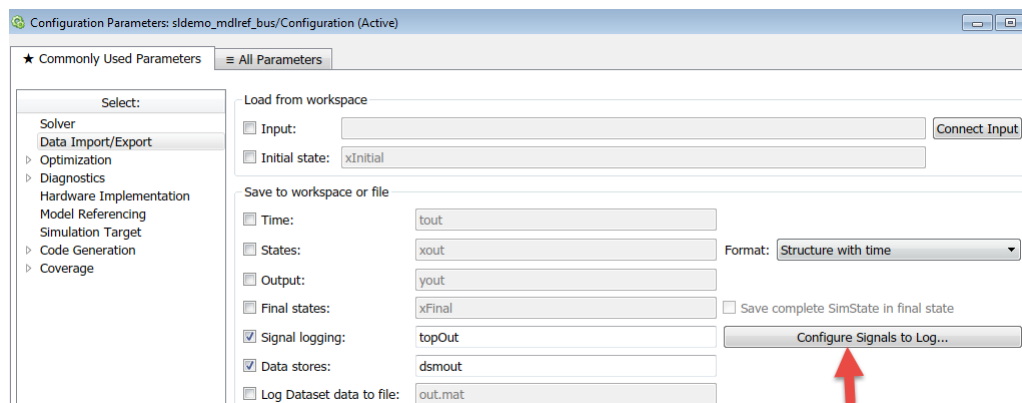 Configuration Parameters: sldemo_mdlref_bus/Configuration (Active)
★ Commonly Used Parameters
≡ All Parameters
Select:
Solver
Data Import/Export
Optimization
Diagnostics
Hardware Implementation
Model Referencing
Simulation Target
Code Generation
Coverage
Load from workspace
Input:
Connect Input
Initial state: xInitial
Save to workspace or file
Time: tout
States: xout Format: Structure with time
Output: yout
Final states: xFinal Save complete SimState in final state
Signal logging: topOut Configure Signals to Log...
Data stores: dsmout
Log Dataset data to file: out.mat